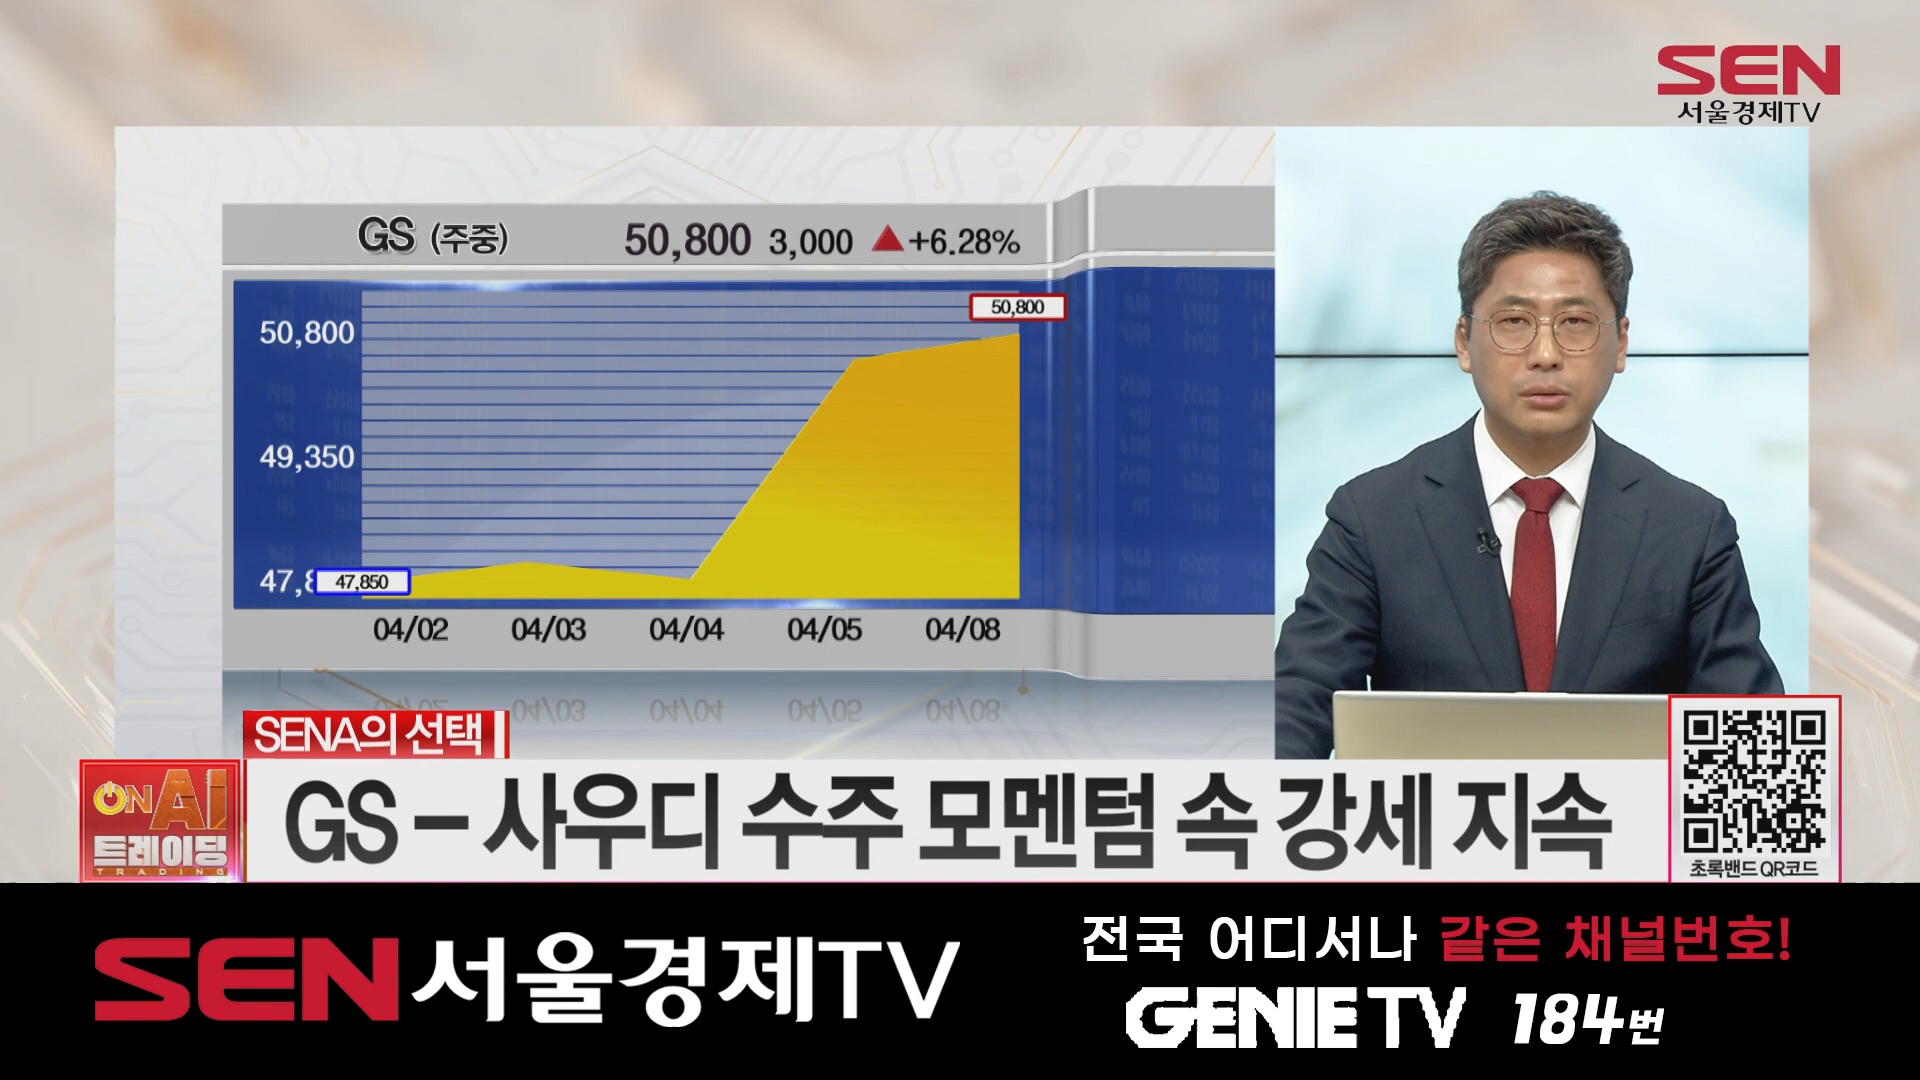 SEN
서울경제TV
GS (주중) 50,800 3,000 ▲+6.28%
50,800
50,800
49,350
47,850
04/02 04/03 04/04 04/05 04/08
SENA의 선택
ON AI
트레이딩
TRADING
GS - 사우디 수주 모멘텀 속 강세 지속
초록밴드 QR코드
SEN 서울경제TV
전국 어디서나 같은 채널번호!
GENIE TV 184번